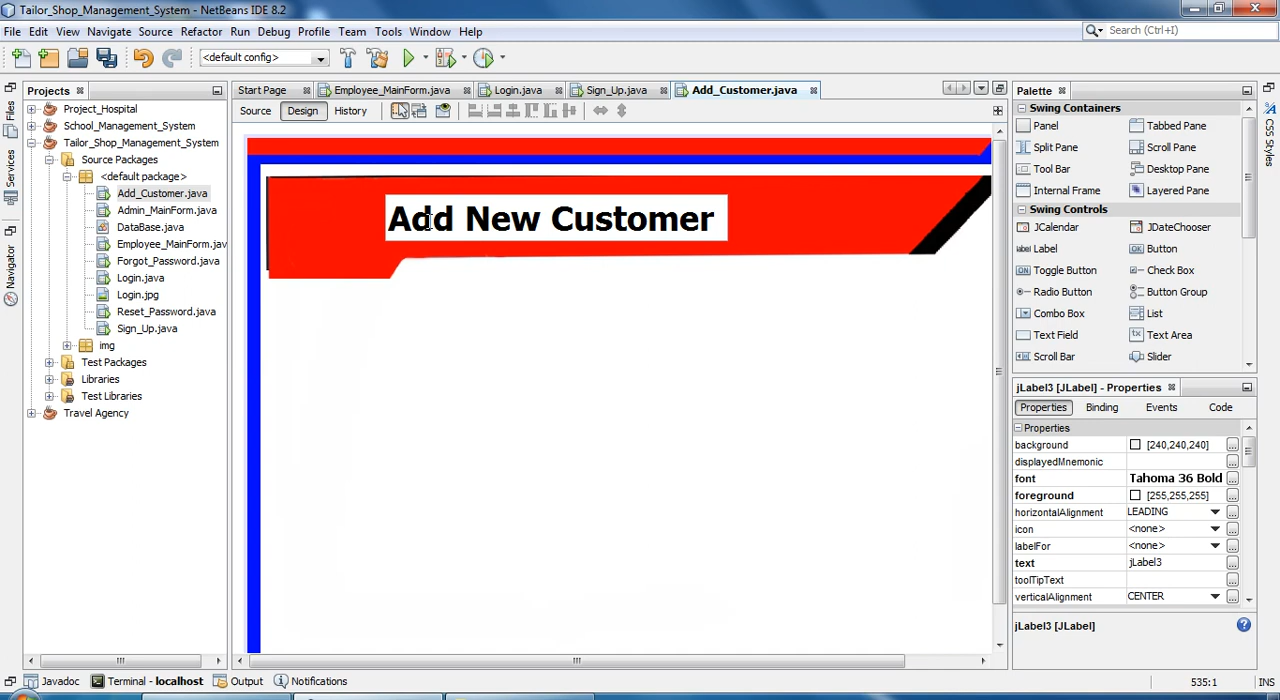 Tailor_Shop_Management_System - NetBeans IDE 8.2
File Edit View Navigate Source Refactor Run Debug Profile Team Tools Window Help
Search (Ctrl+I)
<default config>
Projects
Start Page
Employee_MainForm.java
Login.java
Sign_Up.java
Add_Customer.java
Source Design History
Files
Services
Navigator
Project_Hospital
School_Management_System
Tailor_Shop_Management_System
Source Packages
<default package>
Add_Customer.java
Admin_MainForm.java
DataBase.java
Employee_MainForm.jav
Forgot_Password.java
Login.java
Login.jpg
Reset_Password.java
Sign_Up.java
img
Test Packages
Libraries
Test Libraries
Travel Agency
Add New Customer
Palette
Swing Containers
Panel Tabbed Pane
Split Pane Scroll Pane
Tool Bar Desktop Pane
Internal Frame Layered Pane
Swing Controls
JCalendar JDateChooser
Label Button
Toggle Button Check Box
Radio Button Button Group
Combo Box List
Text Field Text Area
Scroll Bar Slider
CSS Styles
jLabel3 [JLabel] - Properties
Properties Binding Events Code
Properties
background [240,240,240]
displayedMnemonic
font Tahoma 36 Bold
foreground [255,255,255]
horizontalAlignment LEADING
icon <none>
labelFor <none>
text jLabel3
toolTipText
verticalAlignment CENTER
jLabel3 [JLabel]
Javadoc Terminal - localhost Output Notifications
535:1 INS